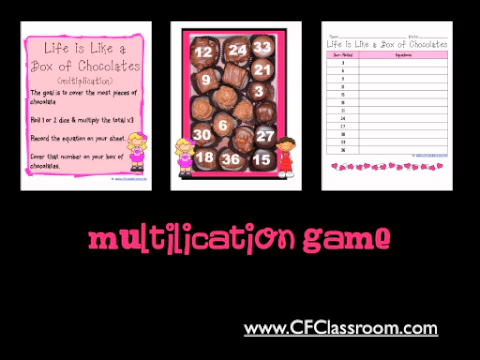 Life is Like a
Box of Chocolates
(multiplication)
The goal is to cover the most pieces of
chocolate
Roll 1 or 2 dice & multiply the total x3
Record the equation on your sheet.
Cover that number on your box of
chocolates.
12 24 33
21
9
3
6
30 27
18 36 15
Life is Like a Box of Chocolates
Equations
3
6
9
12
15
18
21
24
27
30
33
36
multilication game
www.CFClassroom.com